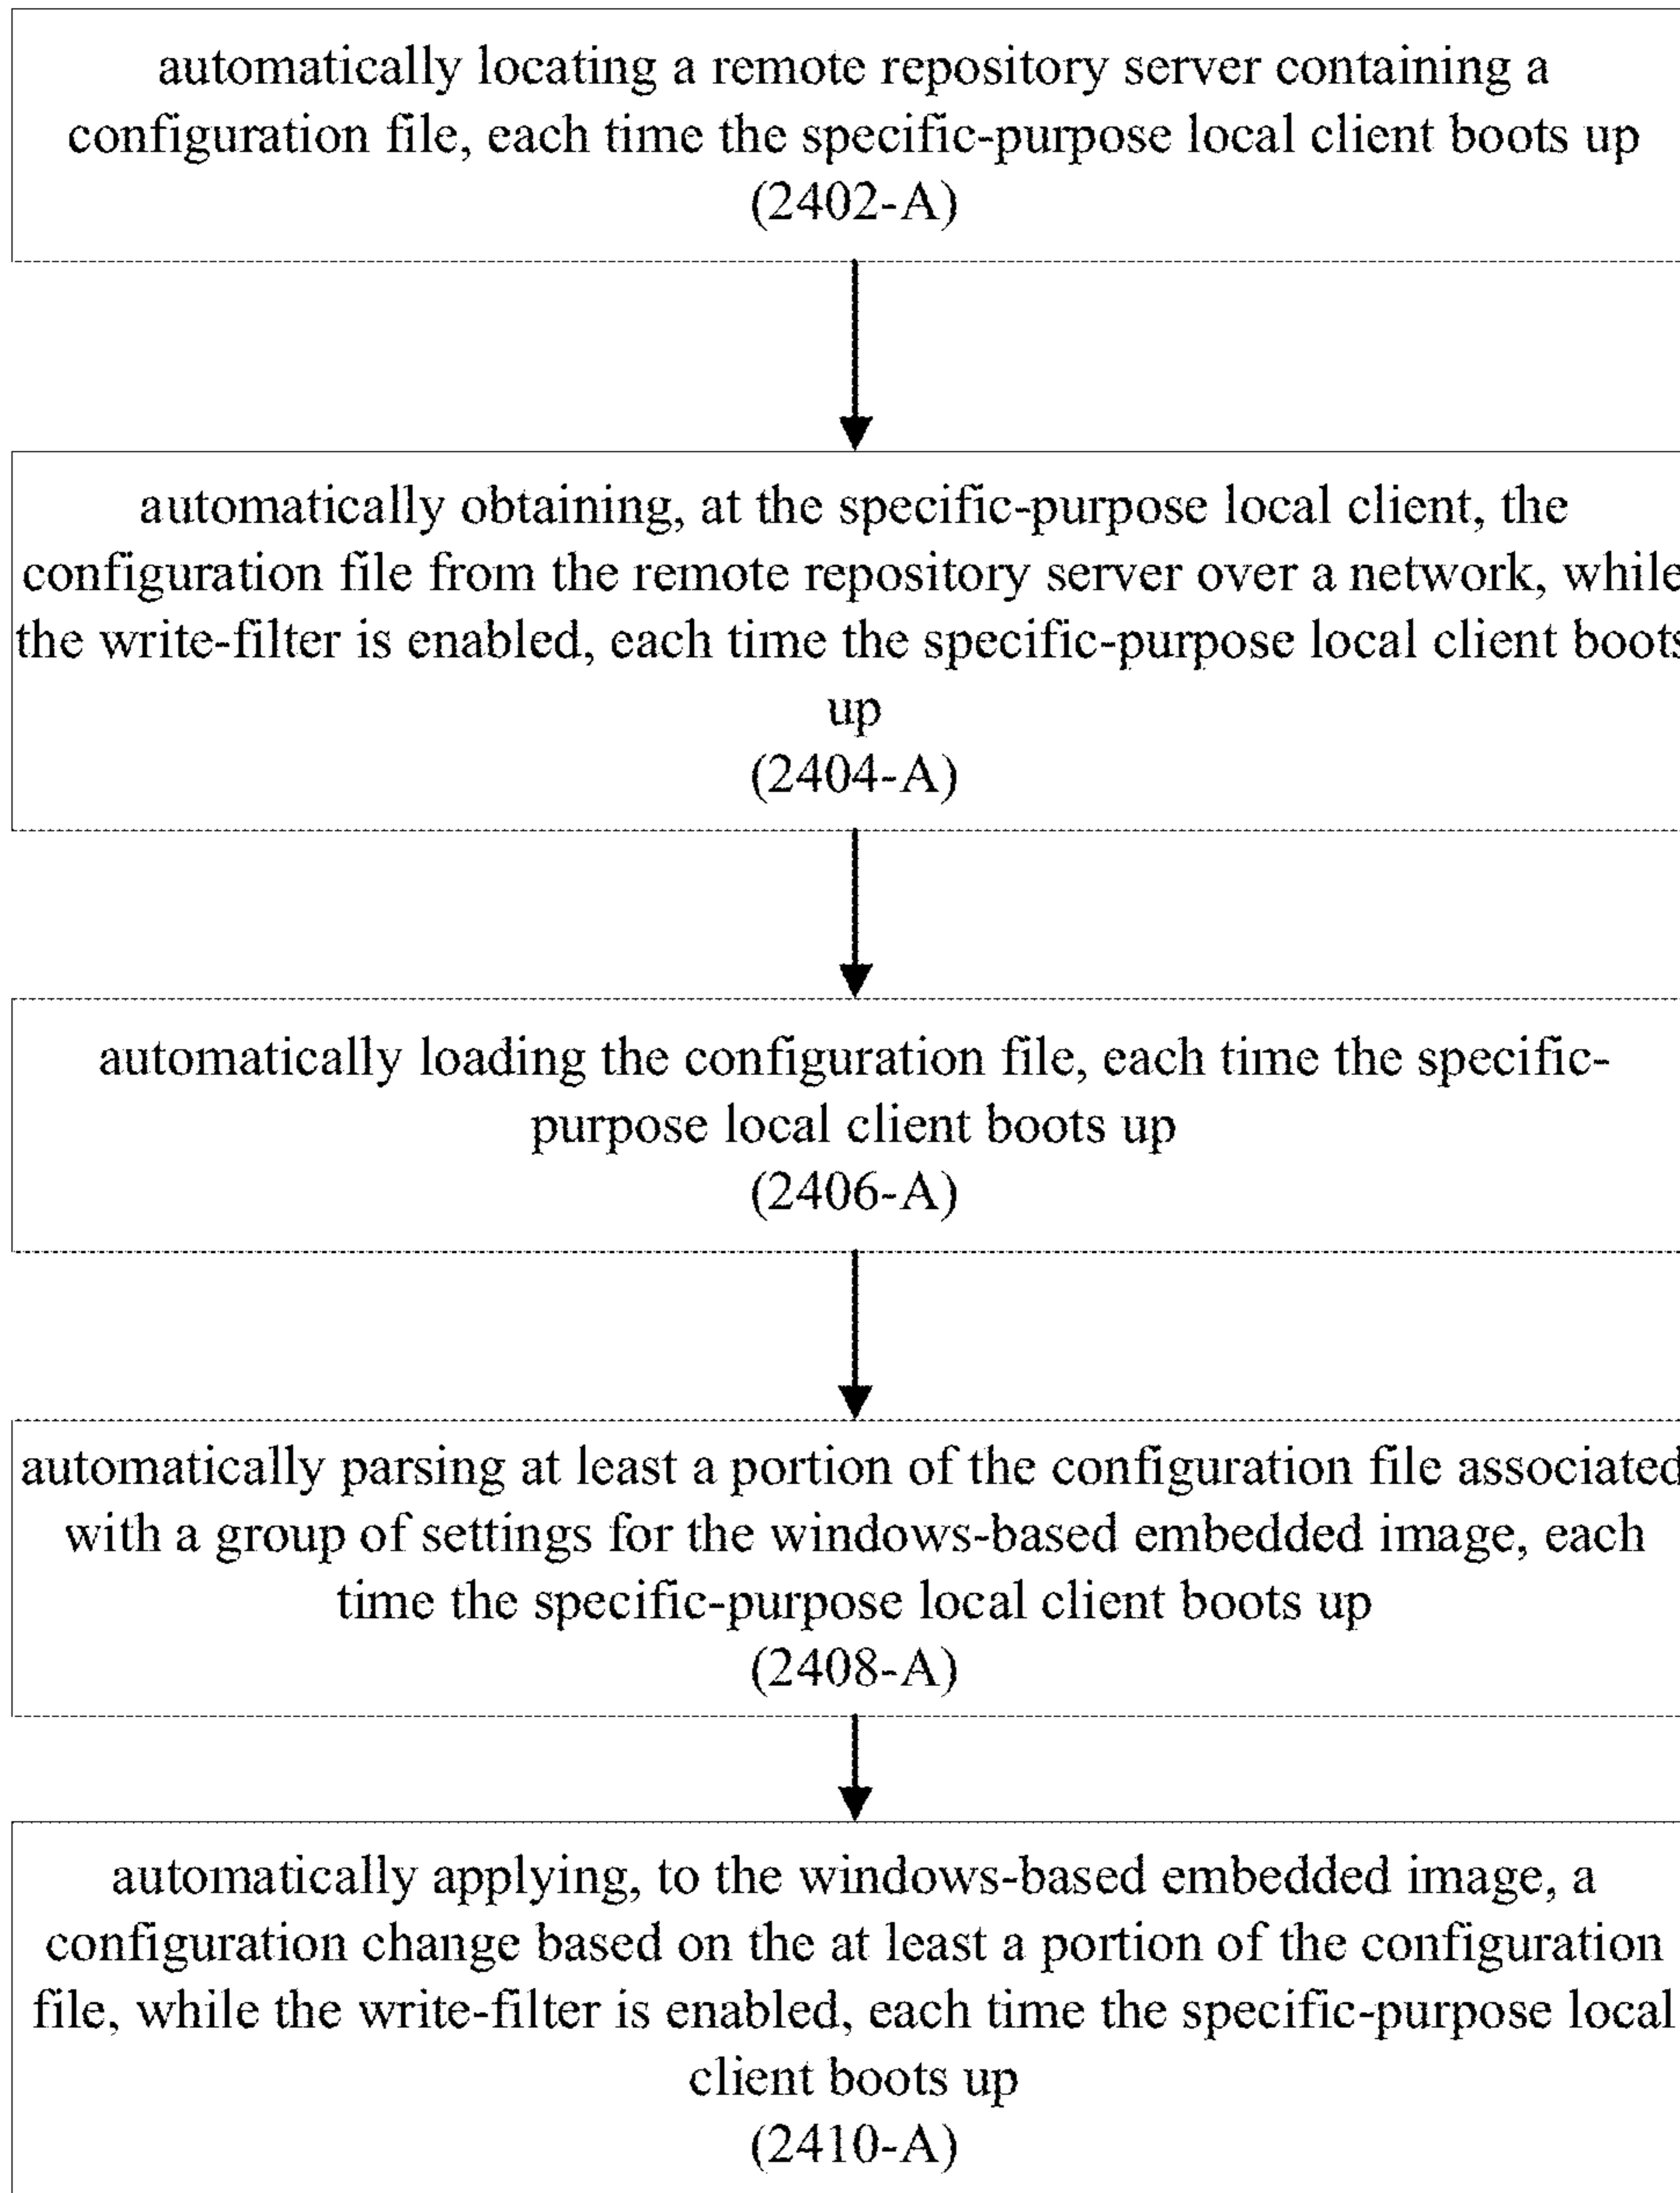 automatically locating a remote repository server containing a
configuration file, each time the specific-purpose local client boots up
(2402-A)
automatically obtaining, at the specific-purpose local client, the
configuration file from the remote repository server over a network, while
the write-filter is enabled, each time the specific-purpose local client boots
up
(2404-A)
automatically loading the configuration file, each time the specific-
purpose local client boots up
(2406-A)
automatically parsing at least a portion of the configuration file associated
with a group of settings for the windows-based embedded image, each
time the specific-purpose local client boots up
(2408-A)
automatically applying, to the windows-based embedded image, a
configuration change based on the at least a portion of the configuration
file, while the write-filter is enabled, each time the specific-purpose local
client boots up
(2410-A)